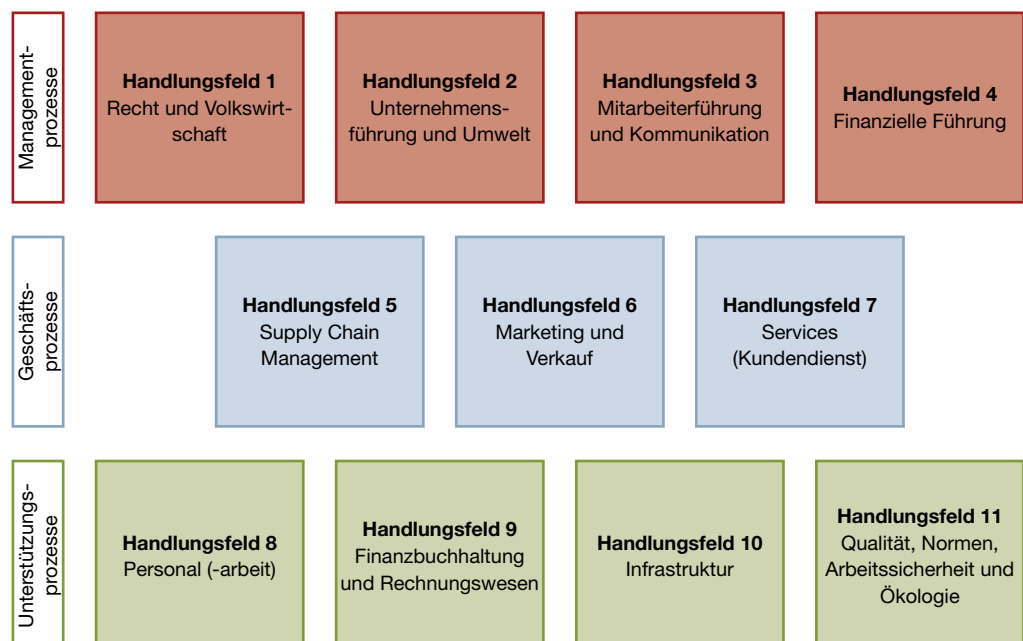 Management-
prozesse
Handlungsfeld 1
Recht und Volkswirt-
schaft
Handlungsfeld 2
Unternehmens-
führung und Umwelt
Handlungsfeld 3
Mitarbeiterführung
und Kommunikation
Handlungsfeld 4
Finanzielle Führung
Geschäfts-
prozesse
Handlungsfeld 5
Supply Chain
Management
Handlungsfeld 6
Marketing und
Verkauf
Handlungsfeld 7
Services
(Kundendienst)
Unterstützungs-
prozesse
Handlungsfeld 8
Personal (-arbeit)
Handlungsfeld 9
Finanzbuchhaltung
und Rechnungswesen
Handlungsfeld 10
Infrastruktur
Handlungsfeld 11
Qualität, Normen,
Arbeitssicherheit und
Ökologie